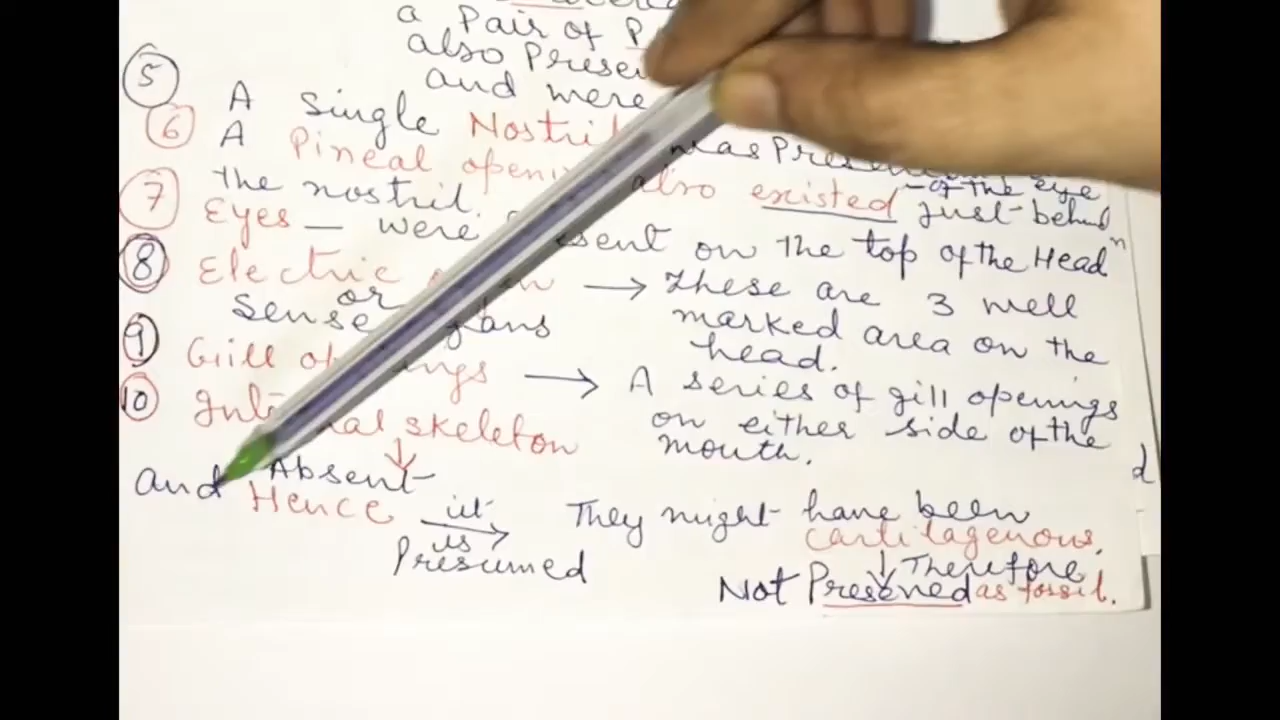 a Pair of P
also Presen
and were
5 A Single Nostril was Present
of the eye
6 A Pineal opening also existed just behind
the nostril.
7 Eyes — were present on the top of the Head
8 Electric → These are 3 well
or
Sense organs marked area on the
head.
9 Gill openings → A series of gill openings
on either side of the
mouth.
10 Internal skeleton
↓
Absent
and Hence it is Presumed → They might have been
cartilagenous.
↓ Therefore
Not Preserved as fossil.
d